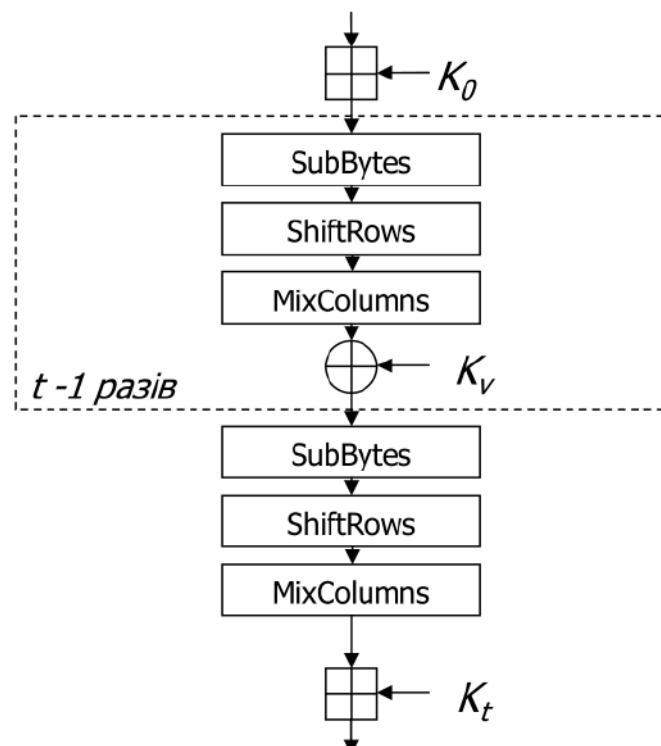 K₀
SubBytes
ShiftRows
MixColumns
Kᵥ
t -1 разів
SubBytes
ShiftRows
MixColumns
Kₜ